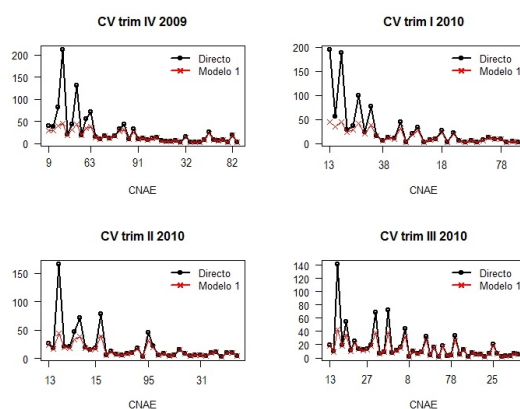 CV trim IV 2009
200
150
100
50
0
Directo
Modelo 1
9 63 91 32 82
CNAE
CV trim I 2010
200
150
100
50
0
Directo
Modelo 1
13 38 18 78
CNAE
CV trim II 2010
150
100
50
0
Directo
Modelo 1
13 15 95 31
CNAE
CV trim III 2010
140
120
100
80
60
40
20
0
Directo
Modelo 1
13 27 78 25
CNAE